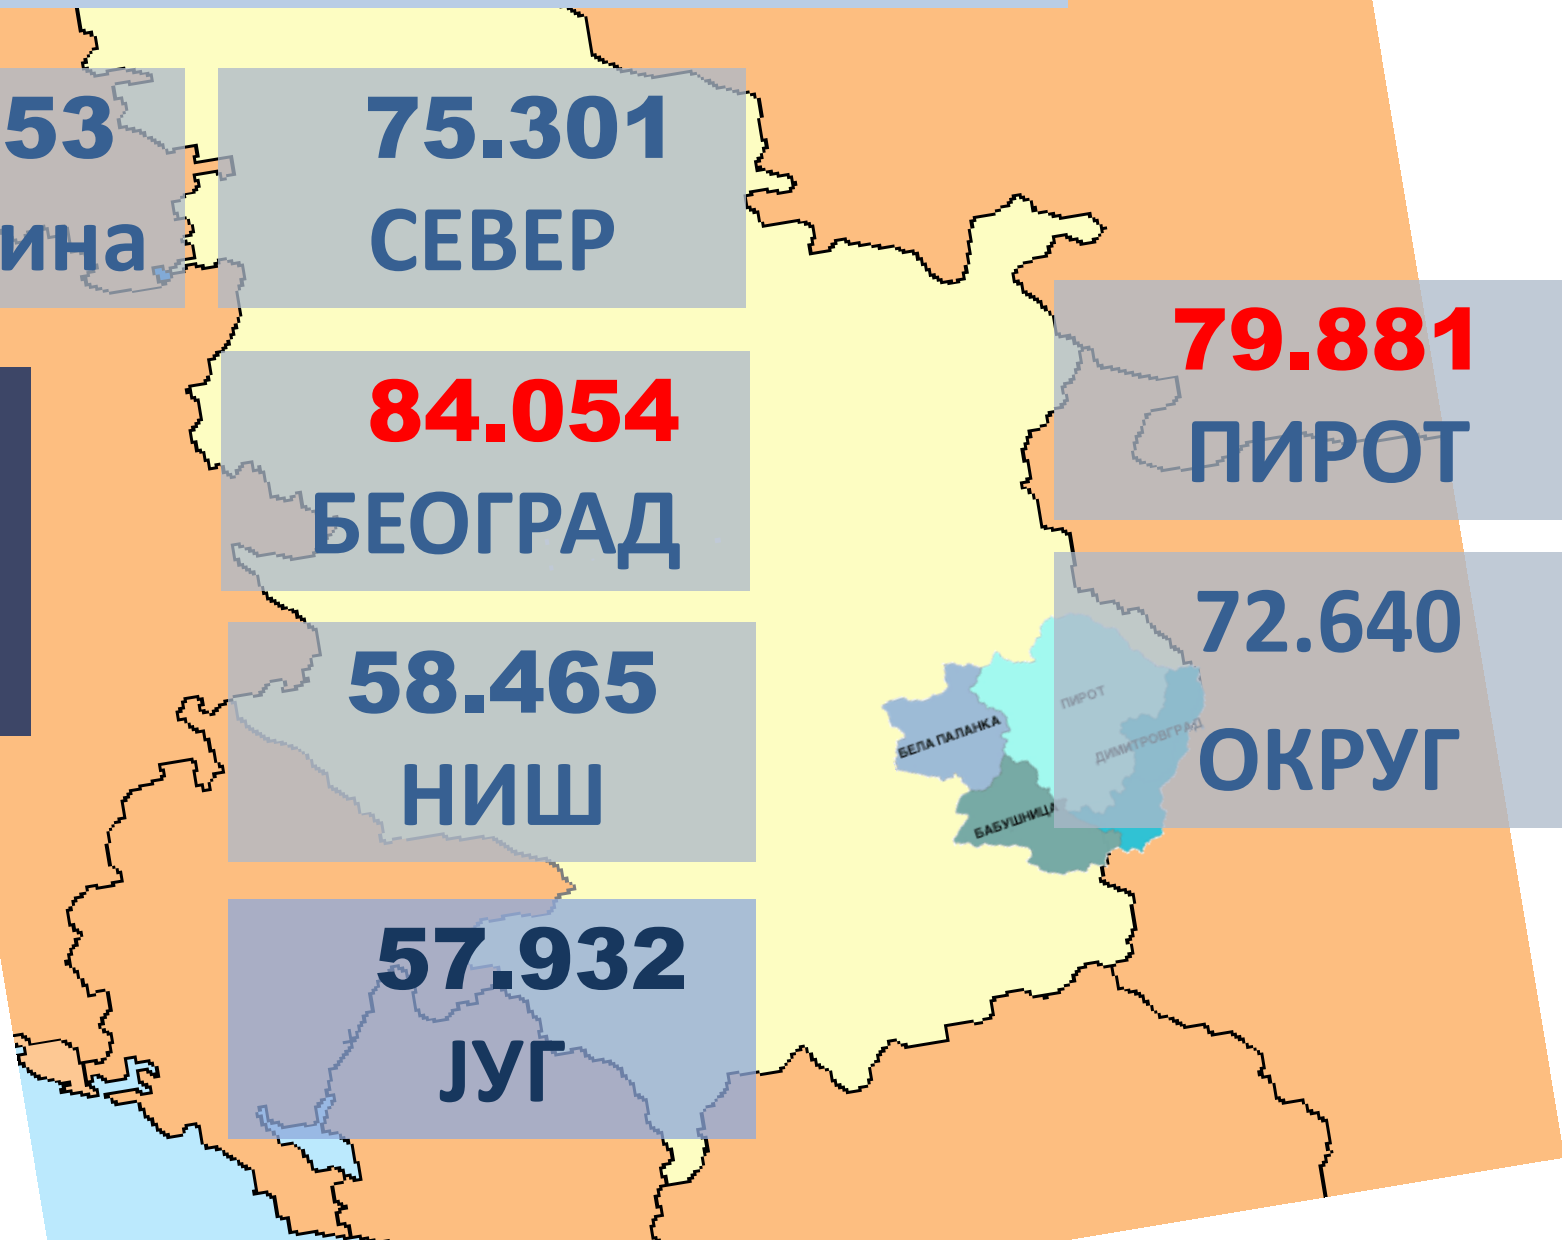 53
ина
75.301
СЕВЕР
84.054
БЕОГРАД
58.465
НИШ
57.932
ЈУГ
79.881
ПИРОТ
72.640
ОКРУГ
ПИРОТ
БЕЛА ПАЛАНКА
ДИМИТРОВГРАД
БАБУШНИЦА